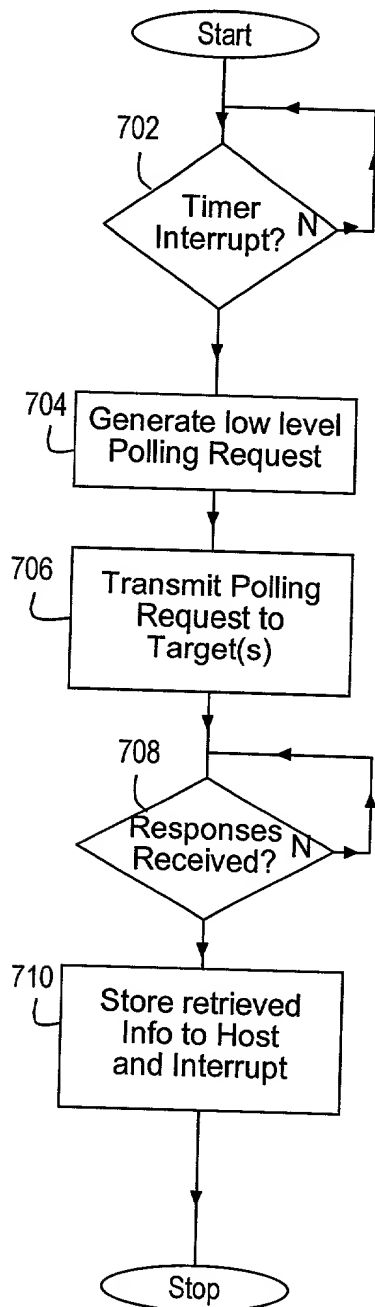 Start
702
Timer
Interrupt?
N
704
Generate low level
Polling Request
706
Transmit Polling
Request to
Target(s)
708
Responses
Received?
N
710
Store retrieved
Info to Host
and Interrupt
Stop